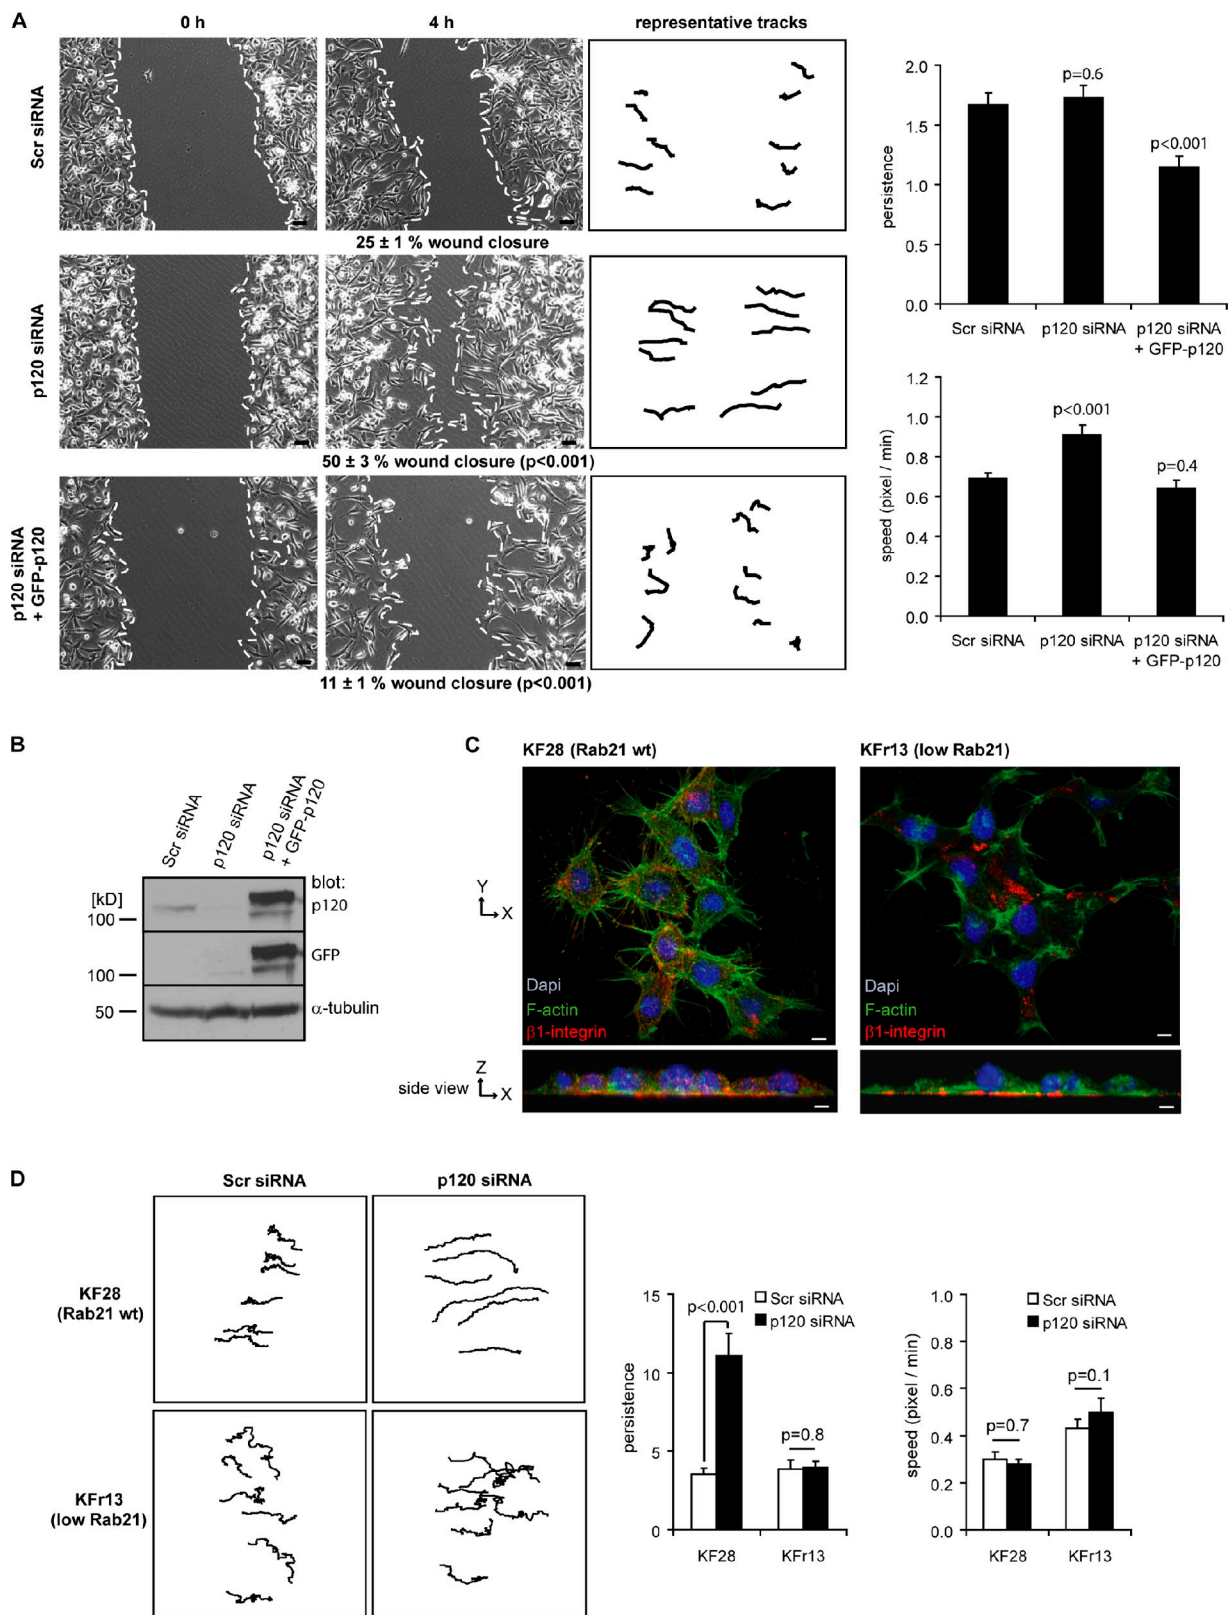 A
0 h
4 h
representative tracks
Scr siRNA
25 ± 1 % wound closure
p120 siRNA
50 ± 3 % wound closure (p<0.001)
p120 siRNA
+ GFP-p120
11 ± 1 % wound closure (p<0.001)
persistence
2.0
1.5
1.0
0.5
0.0
p=0.6
p<0.001
Scr siRNA
p120 siRNA
p120 siRNA
+ GFP-p120
speed (pixel / min)
1.2
1.0
0.8
0.6
0.4
0.2
0.0
p<0.001
p=0.4
Scr siRNA
p120 siRNA
p120 siRNA
+ GFP-p120
B
Scr siRNA
p120 siRNA
p120 siRNA
+ GFP-p120
[kD]
100
100
50
blot:
p120
GFP
α-tubulin
C
KF28 (Rab21 wt)
KFr13 (low Rab21)
Y
X
Dapi
F-actin
β1-integrin
Dapi
F-actin
β1-integrin
side view
Z
X
D
Scr siRNA
p120 siRNA
KF28
(Rab21 wt)
KFr13
(low Rab21)
persistence
15
10
5
0
p<0.001
Scr siRNA
p120 siRNA
p=0.8
KF28
KFr13
speed (pixel / min)
1.0
0.8
0.6
0.4
0.2
0.0
Scr siRNA
p120 siRNA
p=0.7
p=0.1
KF28
KFr13